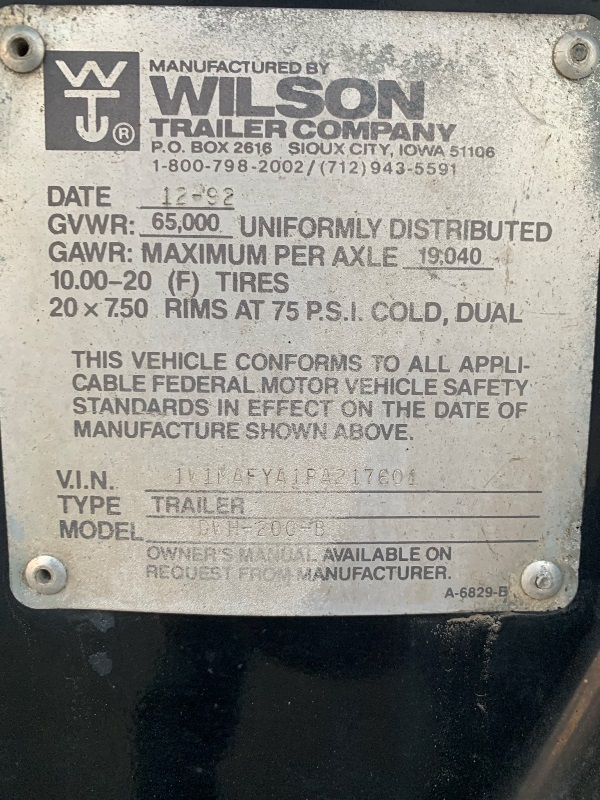 WT ®
MANUFACTURED BY
WILSON
TRAILER COMPANY
P.O. BOX 2616 SIOUX CITY, IOWA 51106
1-800-798-2002/(712)943-5591
DATE 12-92
GVWR: 65,000 UNIFORMLY DISTRIBUTED
GAWR: MAXIMUM PER AXLE 19,040
10.00-20 (F) TIRES
20 x 7.50 RIMS AT 75 P.S.I. COLD, DUAL
THIS VEHICLE CONFORMS TO ALL APPLI-
CABLE FEDERAL MOTOR VEHICLE SAFETY
STANDARDS IN EFFECT ON THE DATE OF
MANUFACTURE SHOWN ABOVE.
V.I.N. 1W1MAFYA1PA217601
TYPE TRAILER
MODEL DWH-200-B
OWNER'S MANUAL AVAILABLE ON
REQUEST FROM MANUFACTURER.
A-6829-B